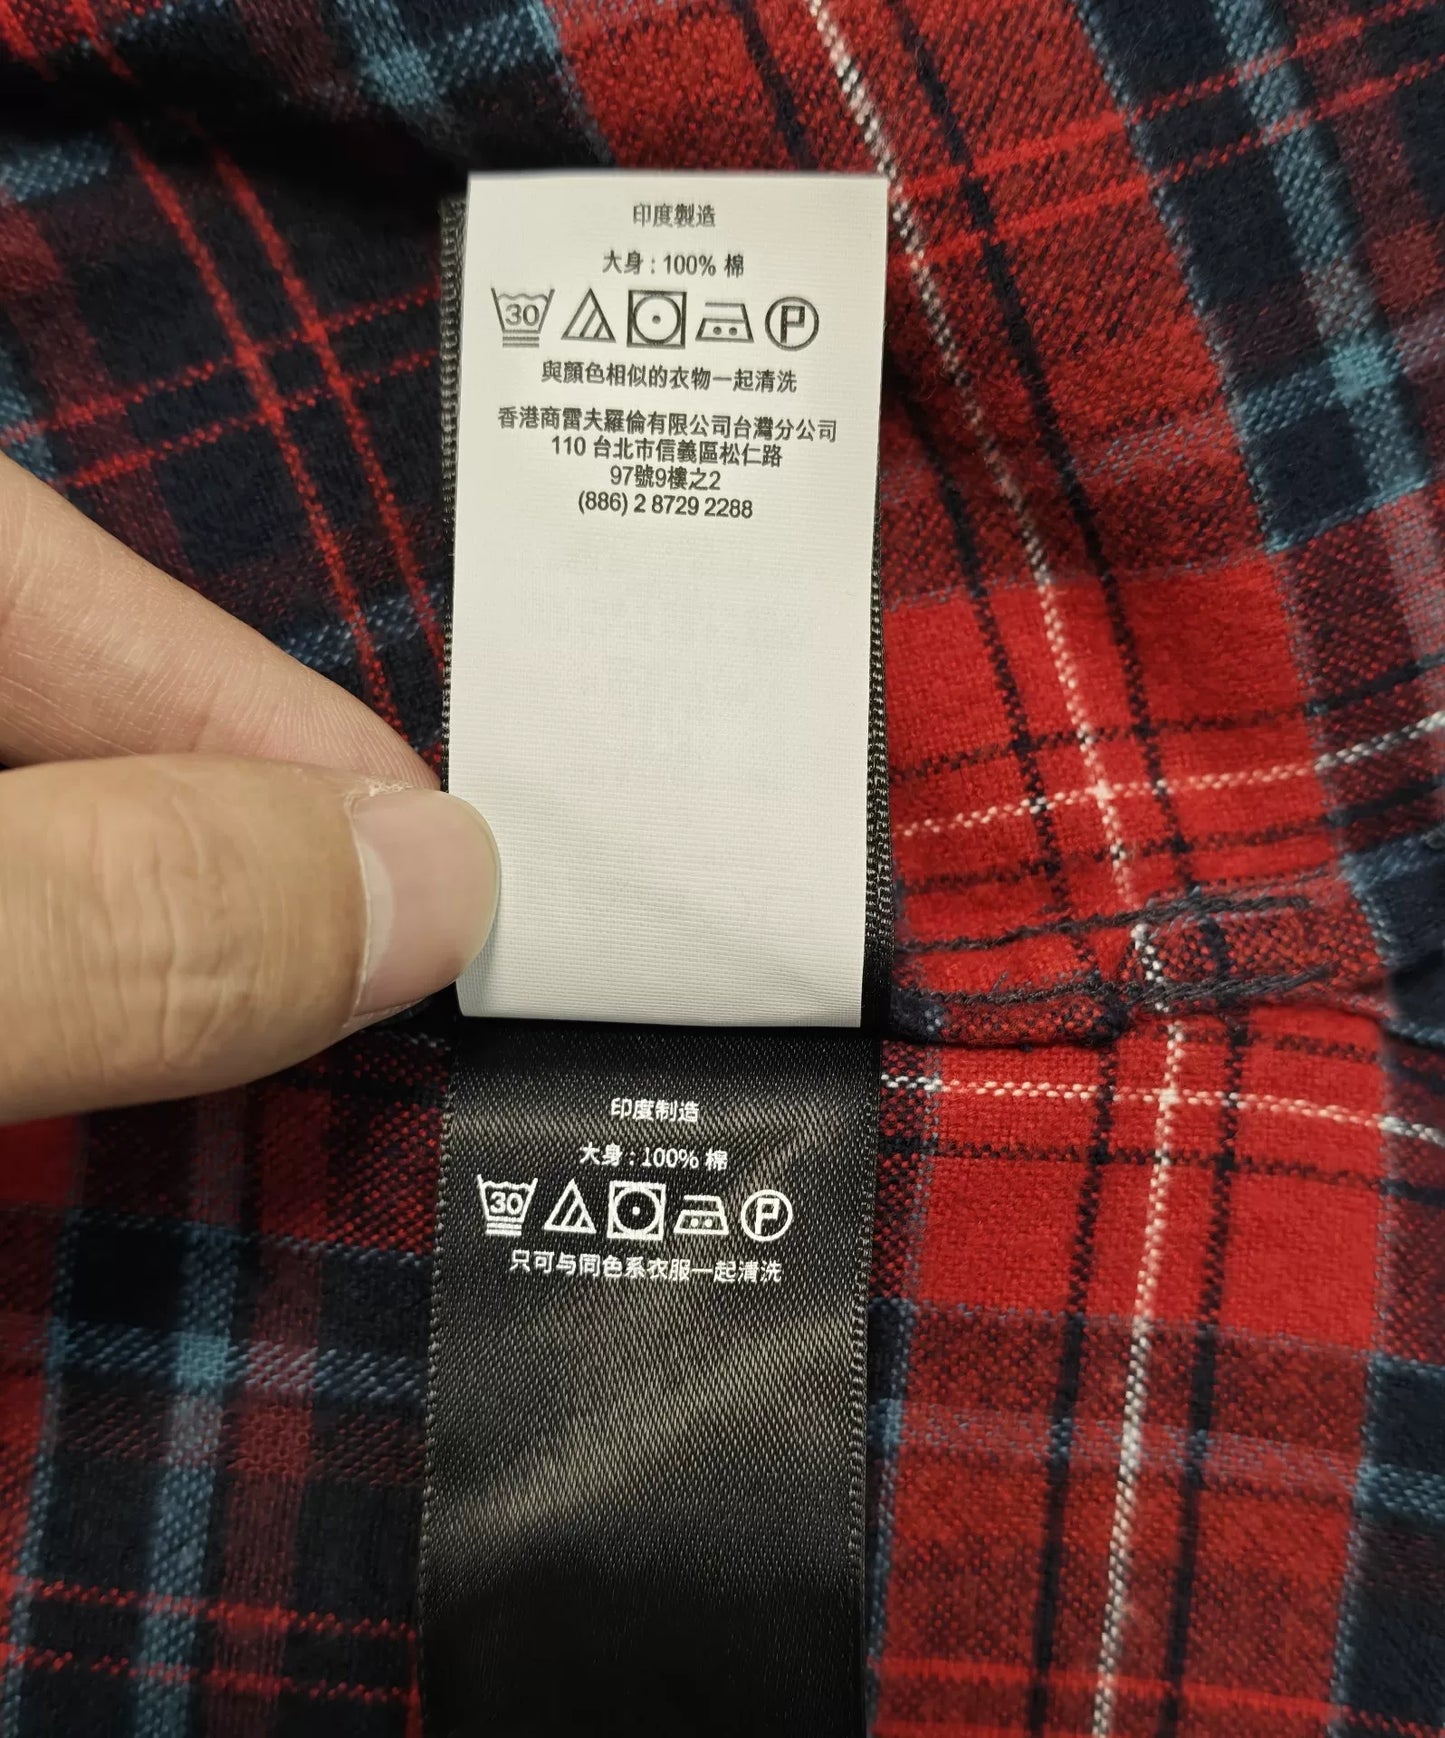 印度製造
大身 : 100% 棉
30 P
與顏色相似的衣物一起清洗
香港商雷夫羅倫有限公司台灣分公司
110 台北市信義區松仁路
97號9樓之2
(886) 2 8729 2288
印度制造
大身 : 100% 棉
30 P
只可与同色系衣服一起清洗